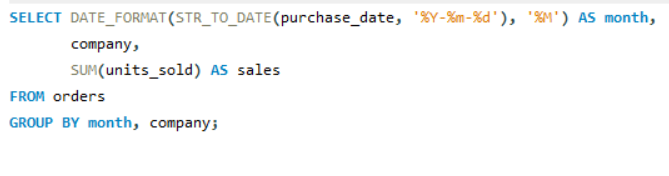 SELECT DATE_FORMAT(STR_TO_DATE(purchase_date, '%Y-%m-%d'), '%M') AS month,
company,
SUM(units_sold) AS sales
FROM orders
GROUP BY month, company;